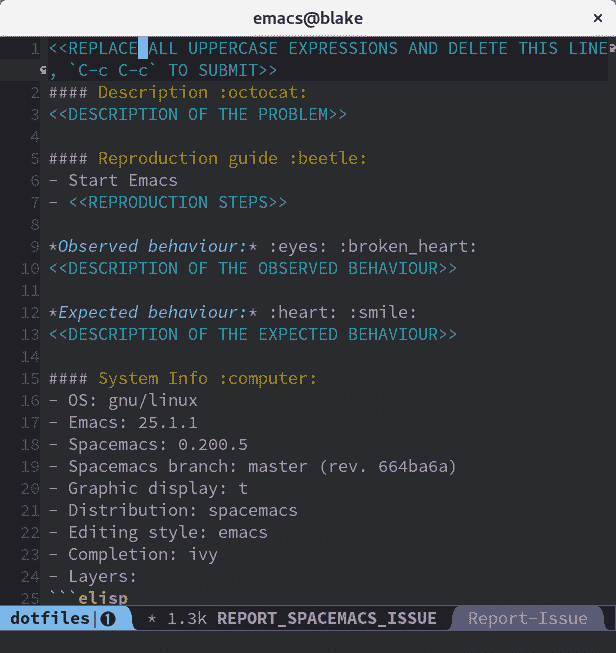 emacs@blake ×
1 <<REPLACE ALL UPPERCASE EXPRESSIONS AND DELETE THIS LINE
, `C-c C-c` TO SUBMIT>>
2 #### Description :octocat:
3 <<DESCRIPTION OF THE PROBLEM>>
4
5 #### Reproduction guide :beetle:
6 - Start Emacs
7 - <<REPRODUCTION STEPS>>
8
9 *Observed behaviour:* :eyes: :broken_heart:
10 <<DESCRIPTION OF THE OBSERVED BEHAVIOUR>>
11
12 *Expected behaviour:* :heart: :smile:
13 <<DESCRIPTION OF THE EXPECTED BEHAVIOUR>>
14
15 #### System Info :computer:
16 - OS: gnu/linux
17 - Emacs: 25.1.1
18 - Spacemacs: 0.200.5
19 - Spacemacs branch: master (rev. 664ba6a)
20 - Graphic display: t
21 - Distribution: spacemacs
22 - Editing style: emacs
23 - Completion: ivy
24 - Layers:
25 ```elisp
dotfiles|❶ * 1.3k REPORT_SPACEMACS_ISSUE Report-Issue